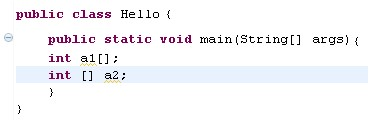 public class Hello {
public static void main(String[] args){
int a1[];
int [] a2;
}
}